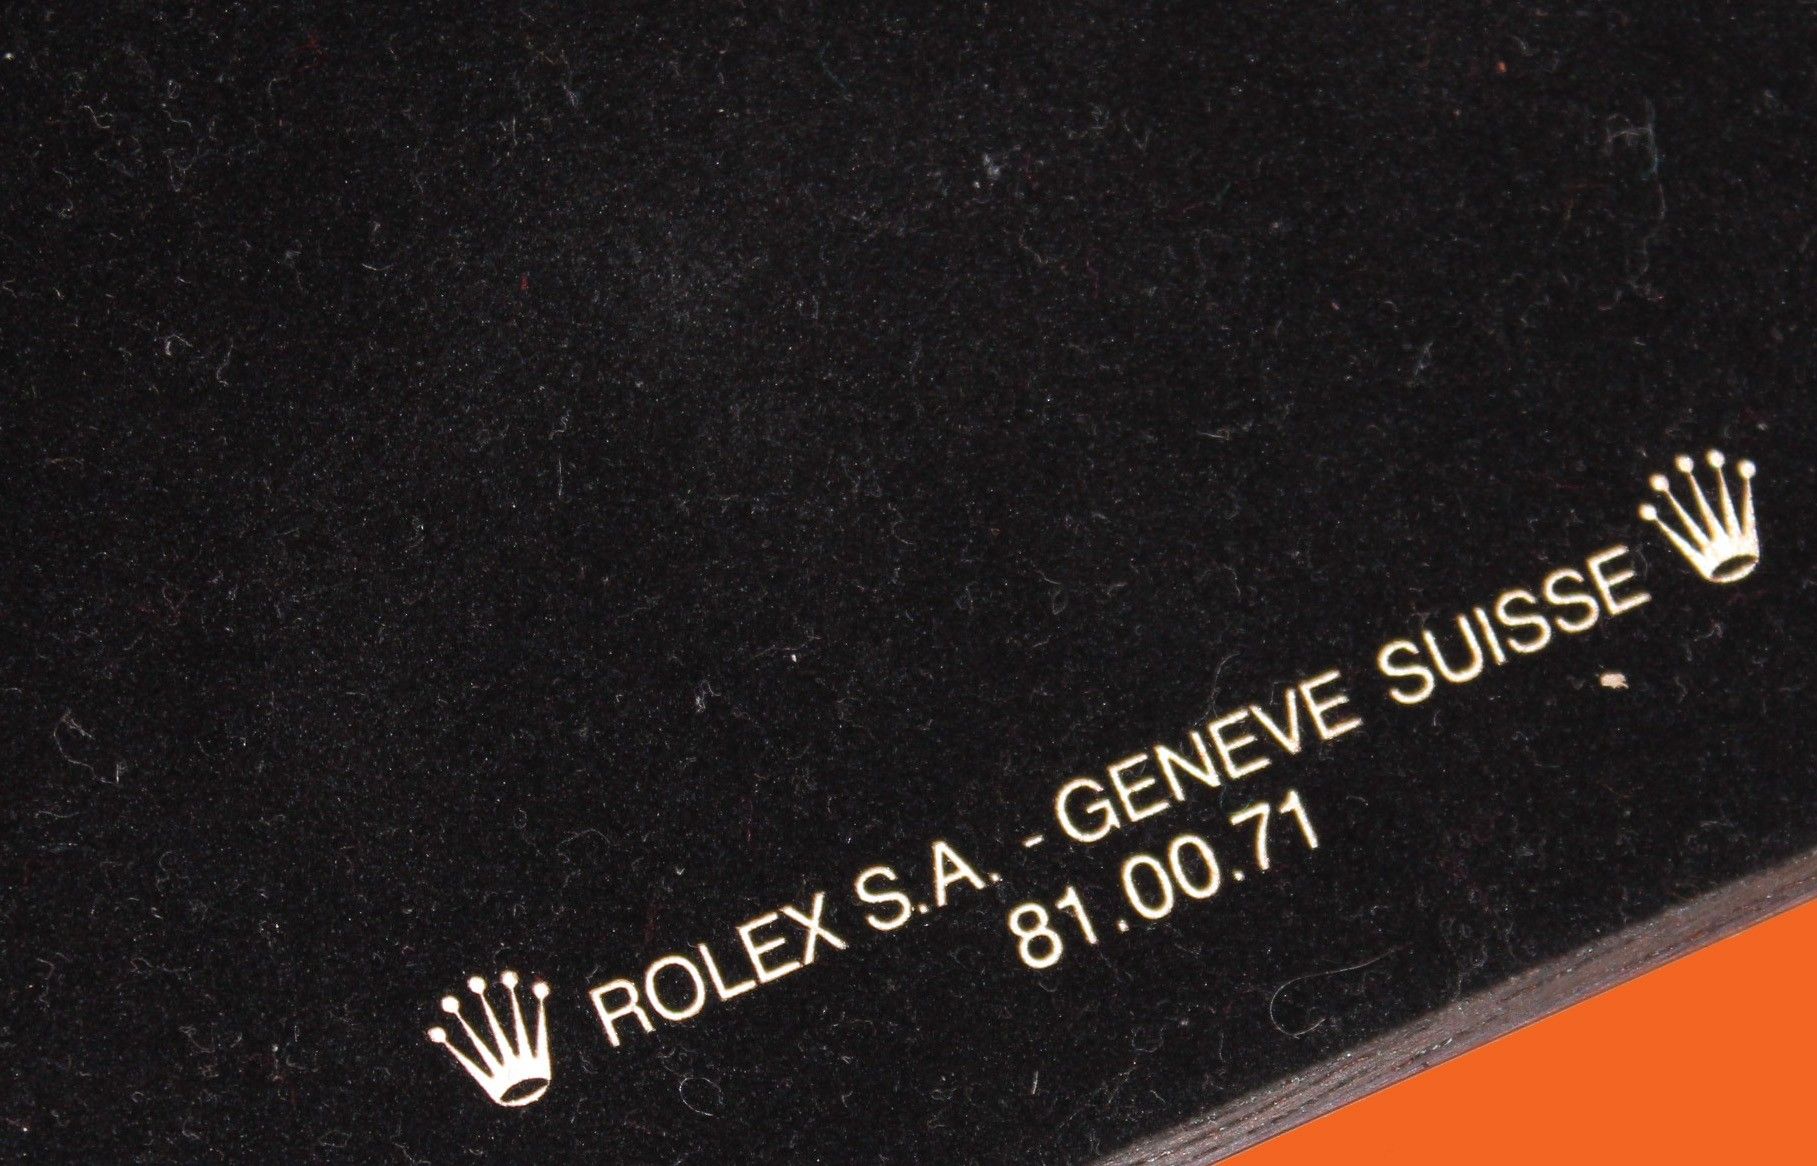 ROLEX S.A. - GENEVE SUISSE
81.00.71